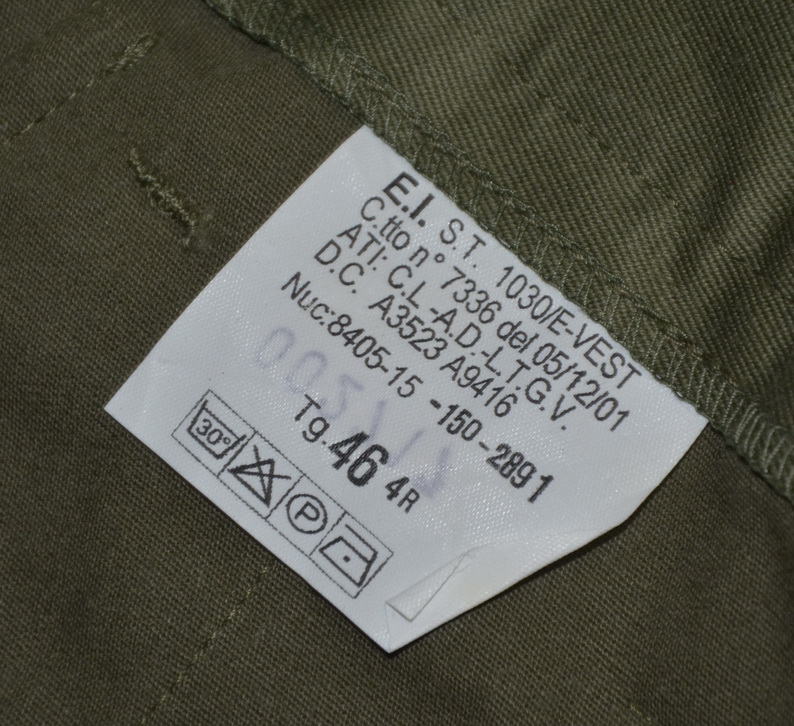 E.I. S.T. 1030/E-VEST
C.tto n° 7336 del 05/12/01
ATI: C.L.-A.D.-L.T.G.V.
D.C. A3523 A9416
Nuc:8405-15-150-2891
Tg.46 4R
30° P